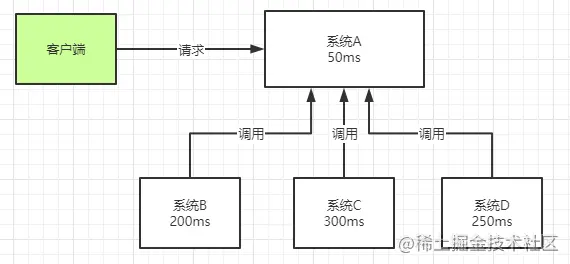 客户端
请求
系统A
50ms
调用
调用
调用
系统B
200ms
系统C
300ms
系统D
250ms
@稀土掘金技术社区